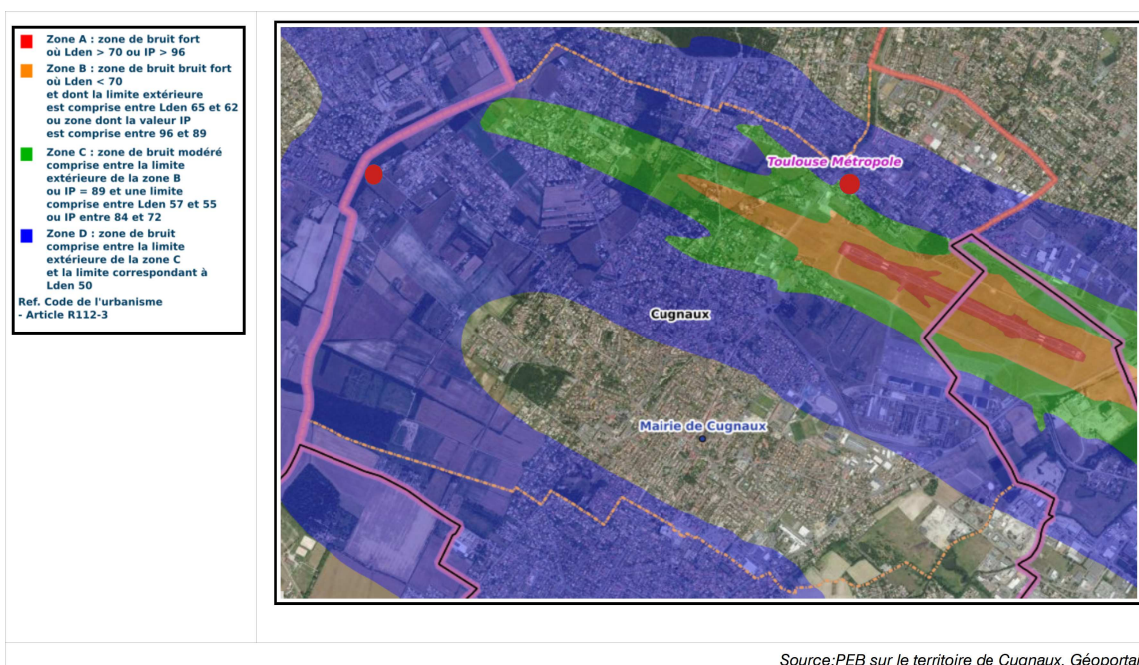 Zone A : zone de bruit fort
où Lden > 70 ou IP > 96
Zone B : zone de bruit bruit fort
où Lden < 70
et dont la limite extérieure
est comprise entre Lden 65 et 62
ou zone dont la valeur IP
est comprise entre 96 et 89
Zone C : zone de bruit modéré
comprise entre la limite
extérieure de la zone B
ou IP = 89 et une limite
comprise entre Lden 57 et 55
ou IP entre 84 et 72
Zone D : zone de bruit
comprise entre la limite
extérieure de la zone C
et la limite correspondant à
Lden 50
Ref. Code de l'urbanisme
- Article R112-3
Toulouse Métropole
Cugnaux
Mairie de Cugnaux
Source:PEB sur le territoire de Cugnaux, Géoportai